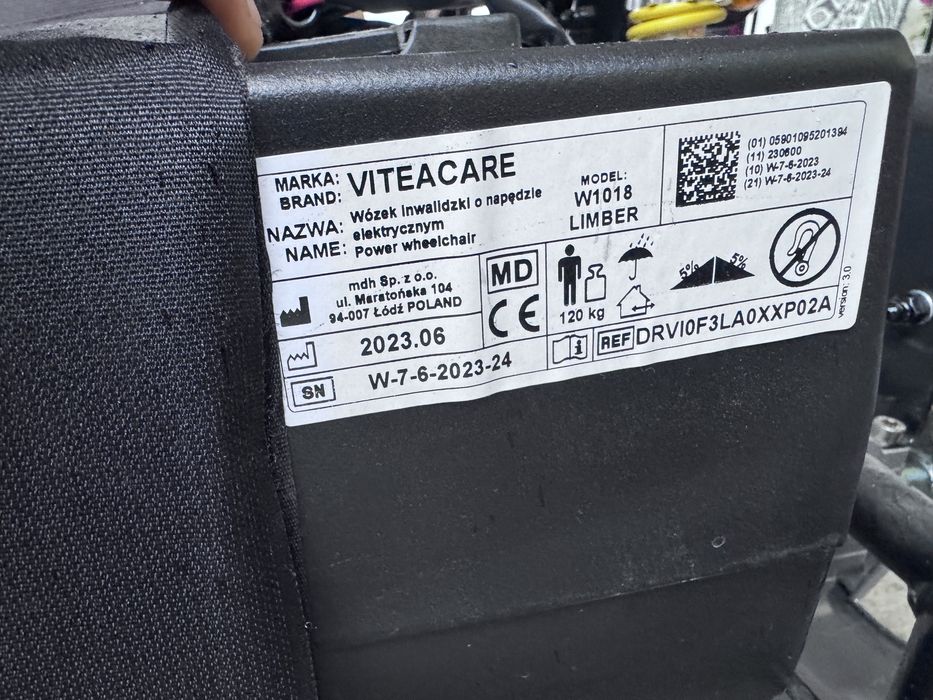 MARKA:
BRAND:
VITEACARE
MODEL:
W1018
LIMBER
NAZWA:
NAME:
Wózek inwalidzki o napędzie
elektrycznym
Power wheelchair
(01) 05901095201394
(11) 230600
(10) W-7-6-2023
(21) W-7-6-2023-24
mdh Sp. z o.o.
ul. Maratońska 104
94-007 Łódź POLAND
MD
CE
120 kg
5%
5%
2023.06
SN
W-7-6-2023-24
i
REF
DRVI0F3LA0XXP02A
version: 3.0